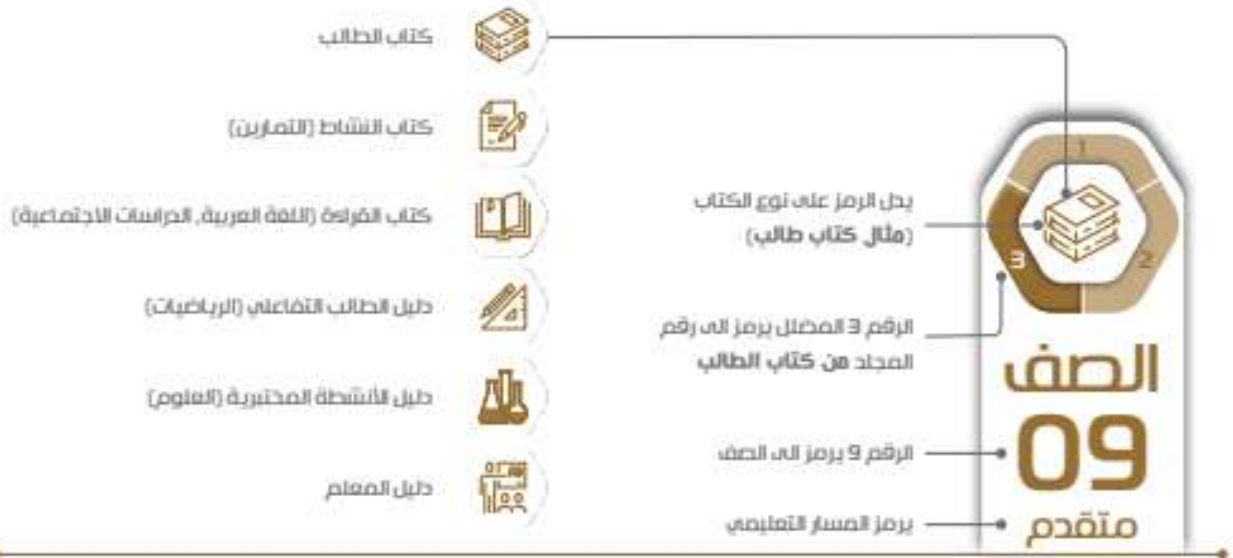 كتاب الطالب
كتاب النشاط (التمارين)
كتاب القراءة (اللغة العربية, الدراسات الاجتماعية)
دليل الطالب التفاعلي (الرياضيات)
دليل الأنشطة المختبرية (العلوم)
دليل المعلم
1
2
3
يدل الرمز على نوع الكتاب
(مثال كتاب طالب)
الرقم 3 المضلل يرمز الى رقم
المجلد من كتاب الطالب
الرقم 9 يرمز الى الصف
يرمز المسار التعليمي
الصف
09
متقدم